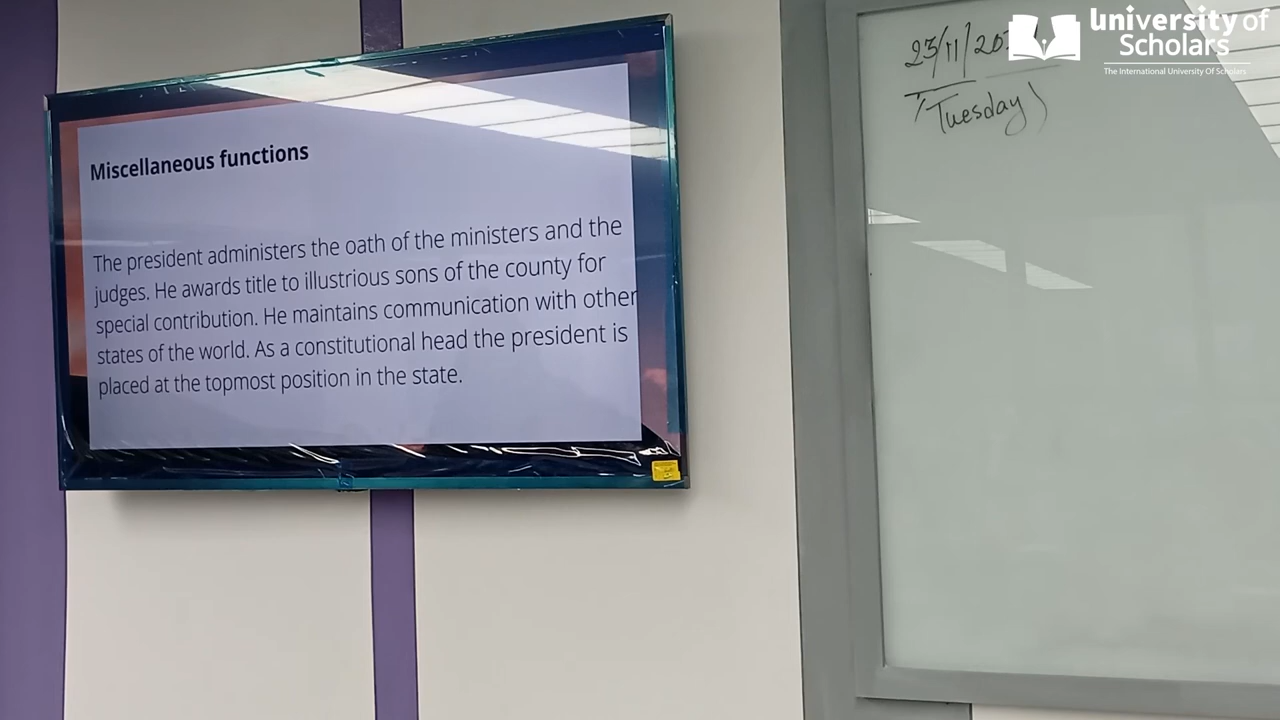 Miscellaneous functions
The president administers the oath of the ministers and the
judges. He awards title to illustrious sons of the county for
special contribution. He maintains communication with other
states of the world. As a constitutional head the president is
placed at the topmost position in the state.
23/11/20
(Tuesday)
University of
Scholars
The International University Of Scholars